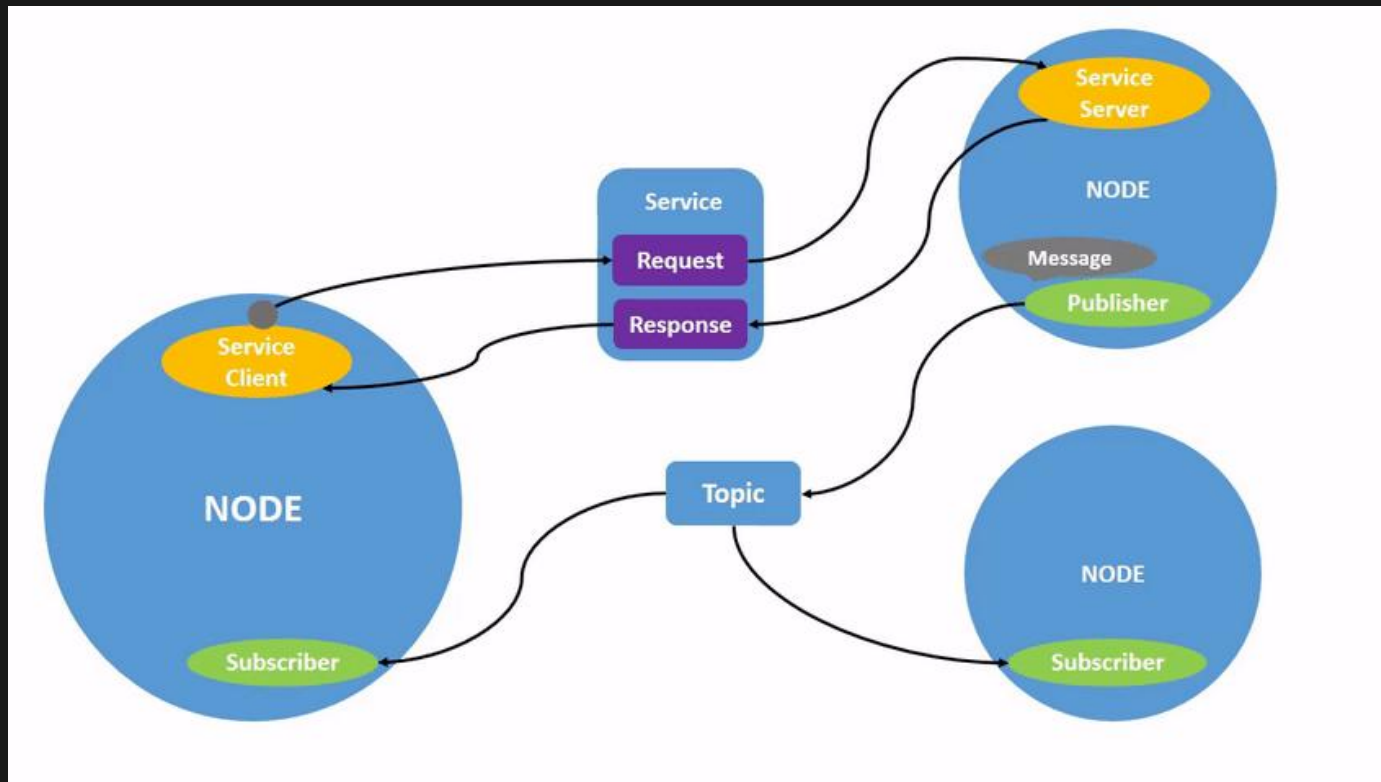 Service
Server
NODE
Service
Request
Message
Publisher
Response
Service
Client
NODE
Topic
NODE
Subscriber
Subscriber